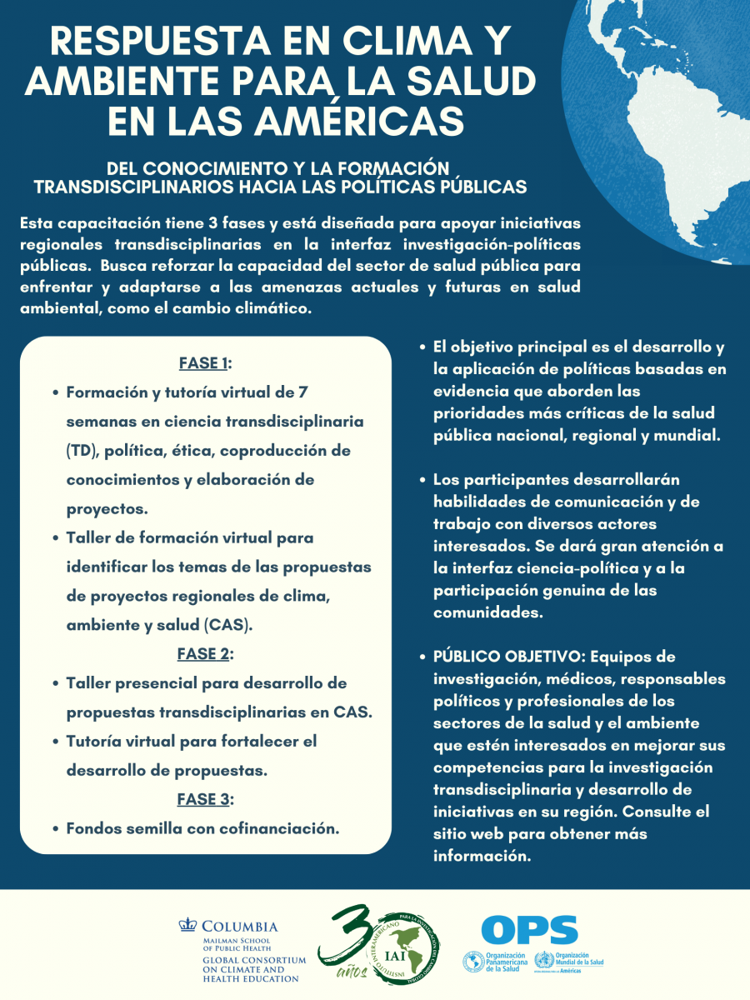 RESPUESTA EN CLIMA Y
AMBIENTE PARA LA SALUD
EN LAS AMÉRICAS
DEL CONOCIMIENTO Y LA FORMACIÓN
TRANSDISCIPLINARIOS HACIA LAS POLÍTICAS PÚBLICAS
Esta capacitación tiene 3 fases y está diseñada para apoyar iniciativas
regionales transdisciplinarias en la interfaz investigación-políticas
públicas. Busca reforzar la capacidad del sector de salud pública para
enfrentar y adaptarse a las amenazas actuales y futuras en salud
ambiental, como el cambio climático.
FASE 1:
• Formación y tutoría virtual de 7
semanas en ciencia transdisciplinaria
(TD), política, ética, coproducción de
conocimientos y elaboración de
proyectos.
• Taller de formación virtual para
identificar los temas de las propuestas
de proyectos regionales de clima,
ambiente y salud (CAS).
FASE 2:
• Taller presencial para desarrollo de
propuestas transdisciplinarias en CAS.
• Tutoría virtual para fortalecer el
desarrollo de propuestas.
FASE 3:
• Fondos semilla con cofinanciación.
• El objetivo principal es el desarrollo y
la aplicación de políticas basadas en
evidencia que aborden las
prioridades más críticas de la salud
pública nacional, regional y mundial.
• Los participantes desarrollarán
habilidades de comunicación y de
trabajo con diversos actores
interesados. Se dará gran atención a
la interfaz ciencia-política y a la
participación genuina de las
comunidades.
• PÚBLICO OBJETIVO: Equipos de
investigación, médicos, responsables
políticos y profesionales de los
sectores de la salud y el ambiente
que estén interesados en mejorar sus
competencias para la investigación
transdisciplinaria y desarrollo de
iniciativas en su región. Consulte el
sitio web para obtener más
información.
COLUMBIA
MAILMAN SCHOOL
OF PUBLIC HEALTH
GLOBAL CONSORTIUM
ON CLIMATE AND
HEALTH EDUCATION
30
años
INSTITUTO INTERAMERICANO
PARA LA INVESTIGACIÓN DEL CAMBIO GLOBAL
IAI
OPS
Organización
Panamericana
de la Salud
Organización
Mundial de la Salud
Américas